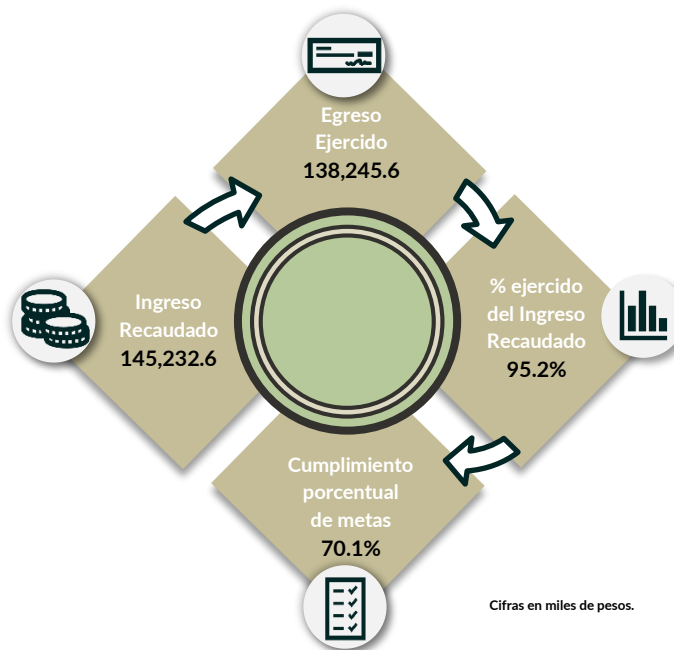 Egreso
Ejercido
138,245.6
Ingreso
Recaudado
145,232.6
% ejercido
del Ingreso
Recaudado
95.2%
Cumplimiento
porcentual
de metas
70.1%
Cifras en miles de pesos.